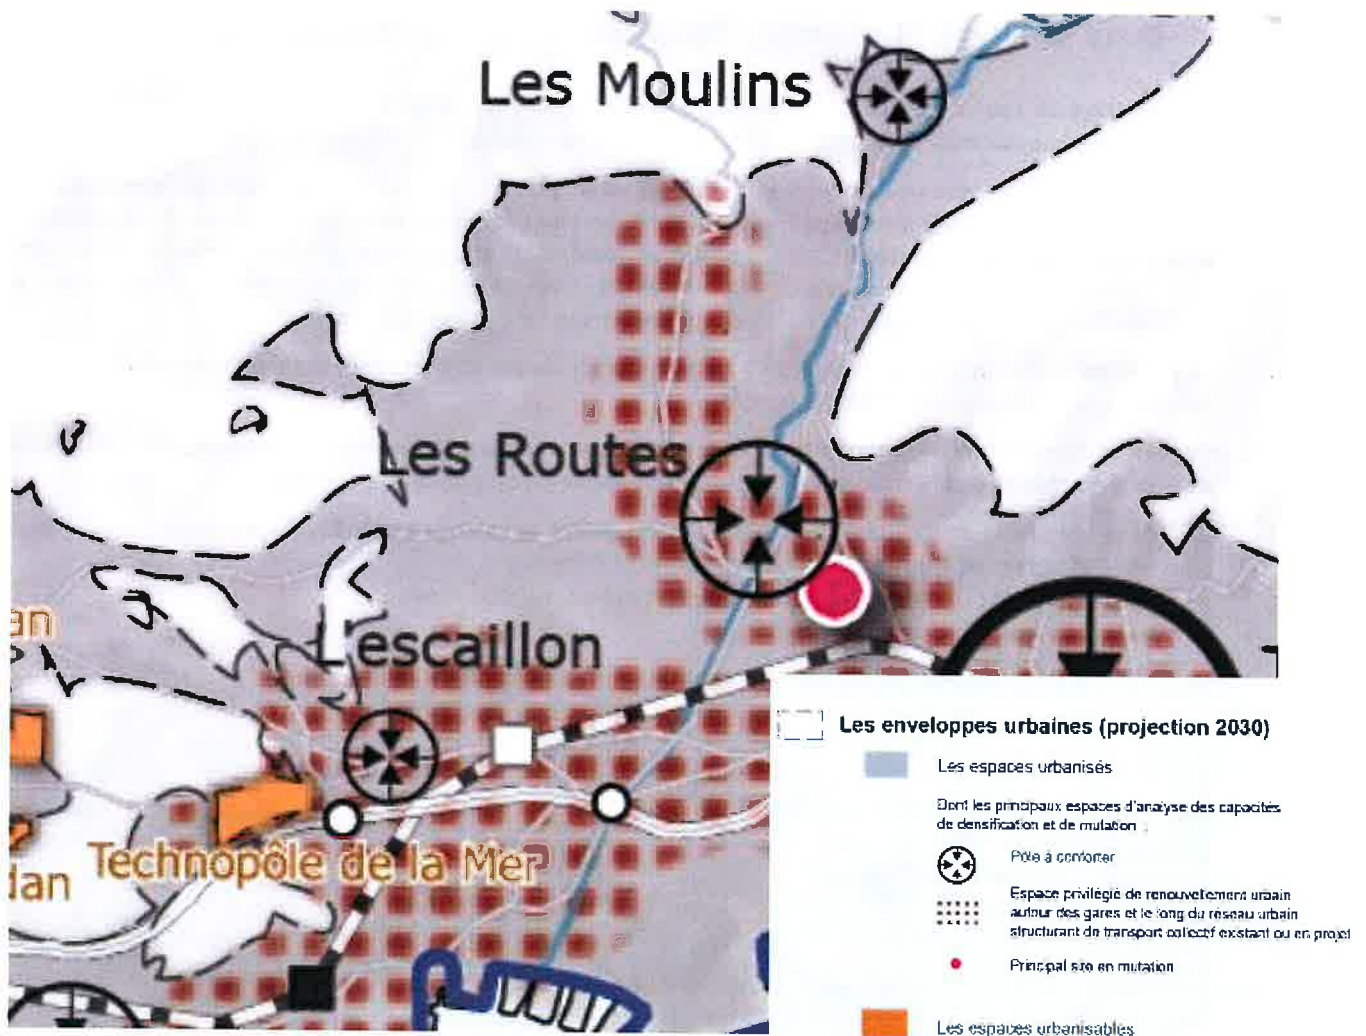 Les Moulins
Les Routes
an
Lescaillon
Technopôle de la Mer
dan
Les enveloppes urbaines (projection 2030)
Les espaces urbanisés
Dont les principaux espaces d'analyse des capacités
de densification et de mutation
Pôle à conforter
Espace privilégié de renouvellement urbain
autour des gares et le long du réseau urbain
structurant de transport collectif existant ou en projet
Principal site en mutation
Les espaces urbanisables